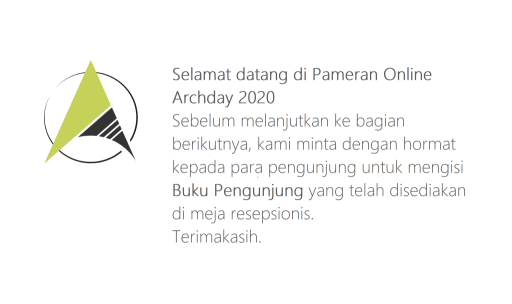 Selamat datang di Pameran Online
Archday 2020
Sebelum melanjutkan ke bagian
berikutnya, kami minta dengan hormat
kepada para pengunjung untuk mengisi
Buku Pengunjung yang telah disediakan
di meja resepsionis.
Terimakasih.